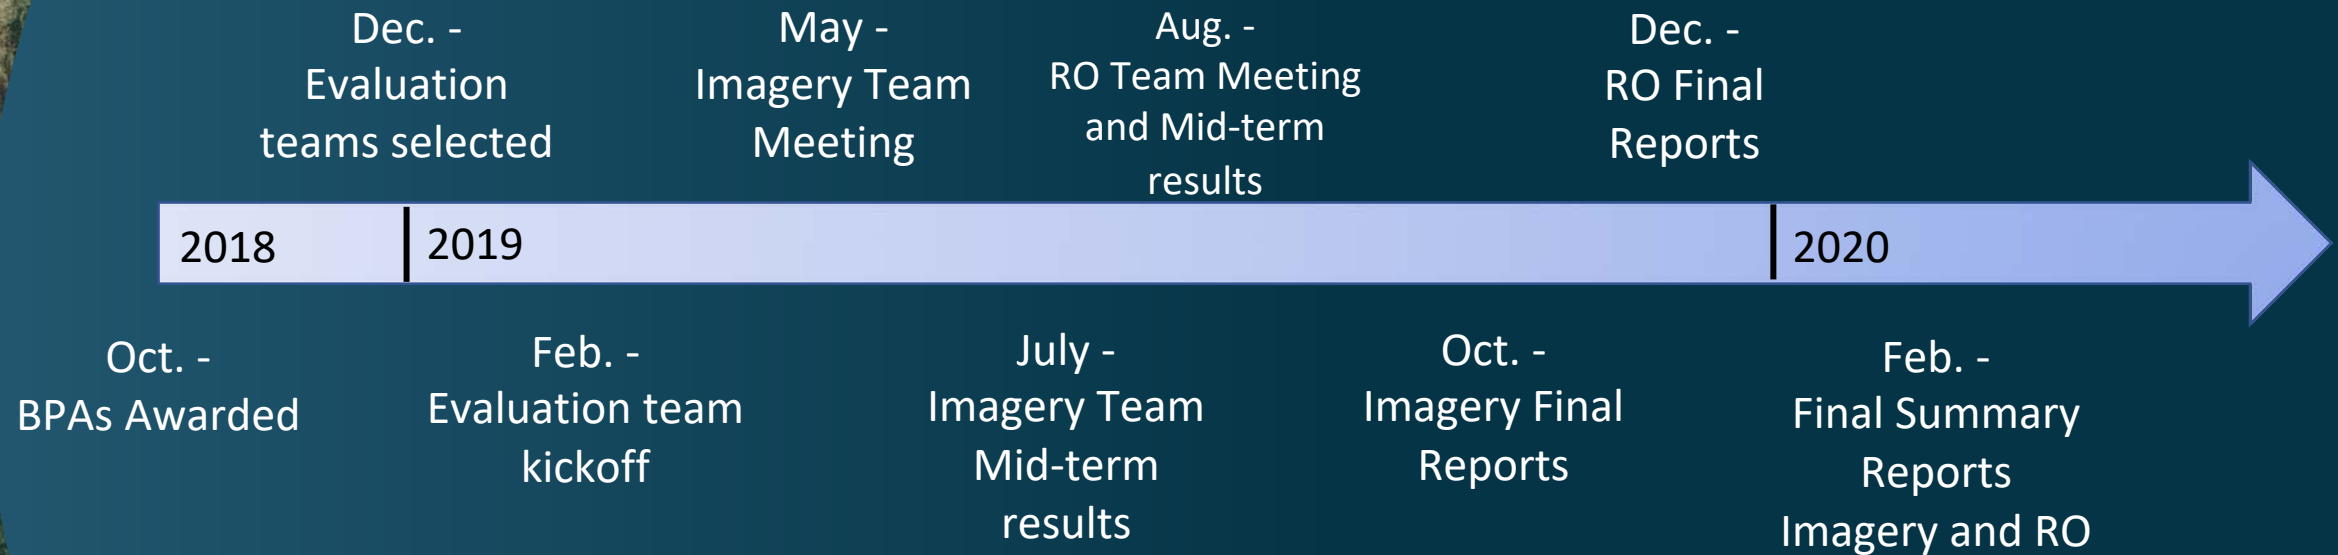 Dec. -
Evaluation
teams selected
May -
Imagery Team
Meeting
Aug. -
RO Team Meeting
and Mid-term
results
Dec. -
RO Final
Reports
2018
2019
2020
Oct. -
BPAs Awarded
Feb. -
Evaluation team
kickoff
July -
Imagery Team
Mid-term
results
Oct. -
Imagery Final
Reports
Feb. -
Final Summary
Reports
Imagery and RO